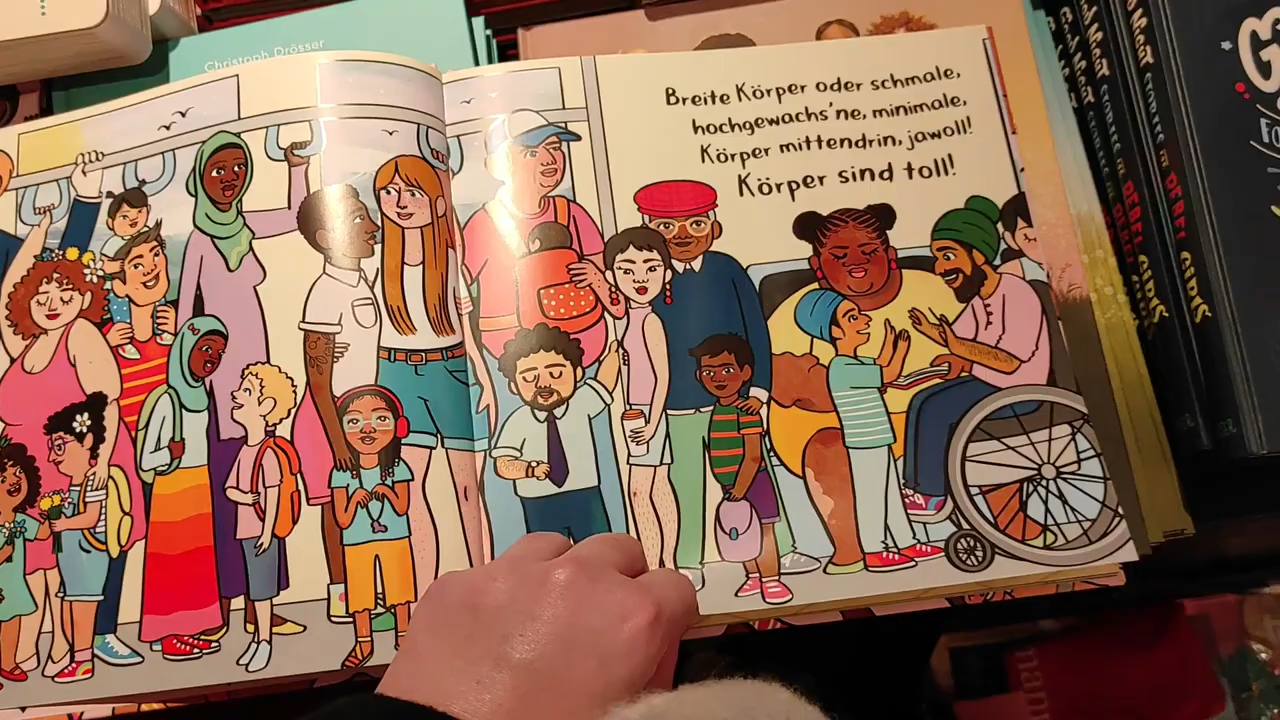 Christoph Drösser
Breite Körper oder schmale,
hochgewachs'ne, minimale,
Körper mittendrin, jawoll!
Körper sind toll!